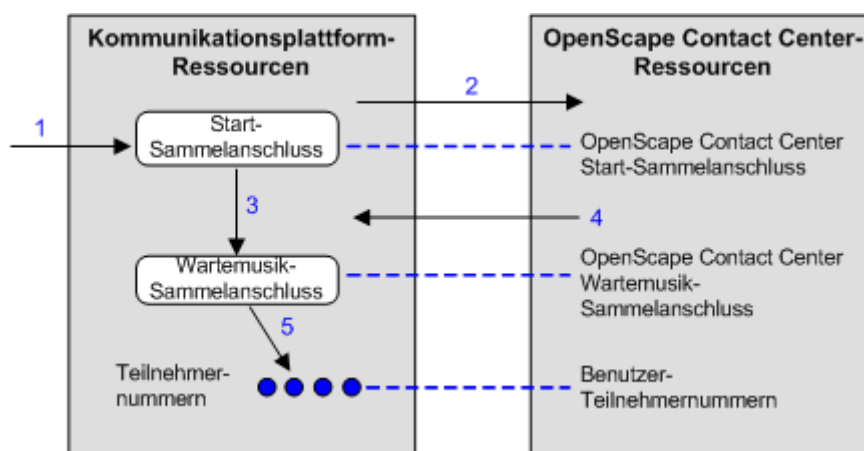 Kommunikationsplattform-
Ressourcen
OpenScape Contact Center-
Ressourcen
1
2
Start-
Sammelanschluss
OpenScape Contact Center
Start-Sammelanschluss
3
4
Wartemusik-
Sammelanschluss
OpenScape Contact Center
Wartemusik-
Sammelanschluss
5
Teilnehmer-
nummern
Benutzer-
Teilnehmernummern